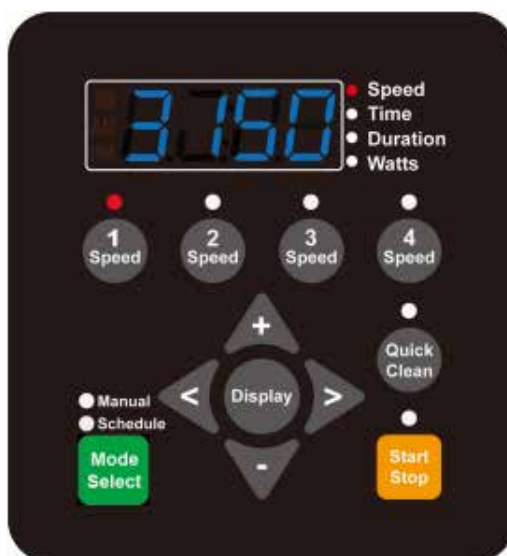 3150
Speed
Time
Duration
Watts
1
Speed
2
Speed
3
Speed
4
Speed
+
Quick
Clean
< Display >
Manual
Schedule
-
Mode
Select
Start
Stop